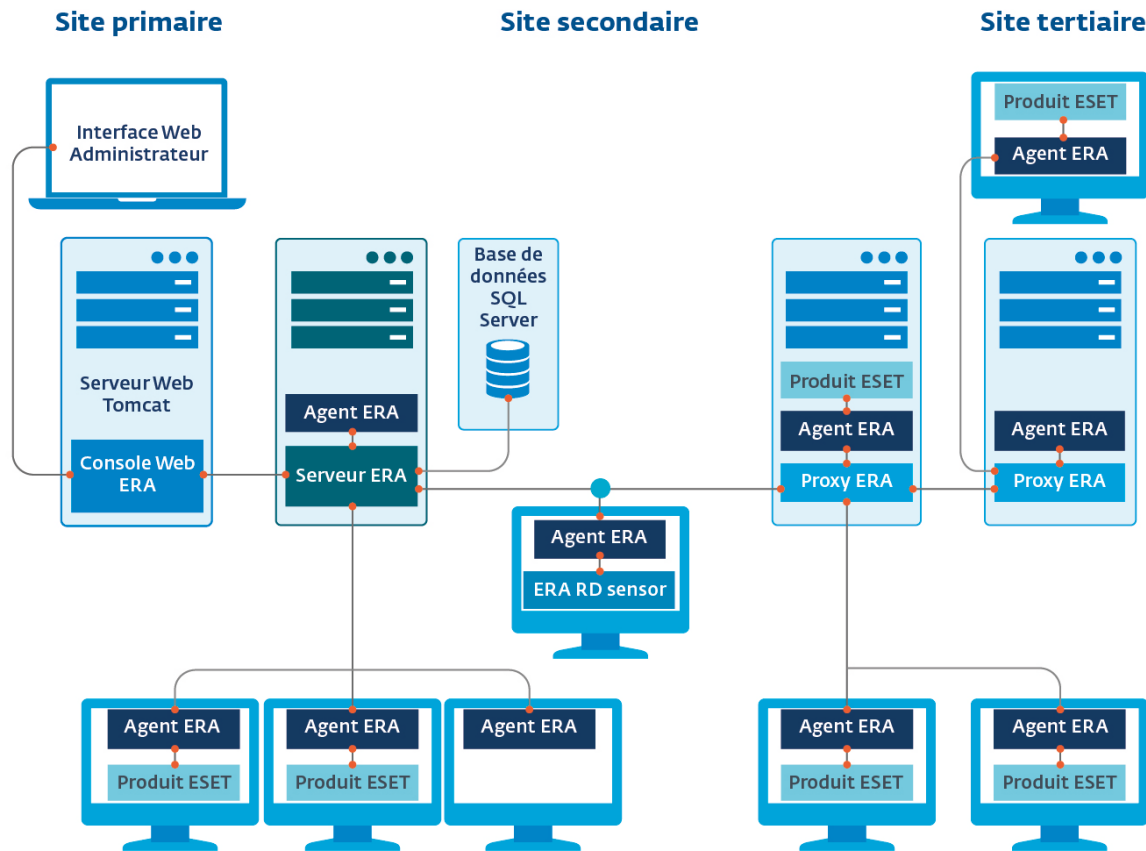 Site primaire
Site secondaire
Site tertiaire
Interface Web
Administrateur
Produit ESET
Agent ERA
Serveur Web
Tomcat
Console Web
ERA
Agent ERA
Serveur ERA
Base de
données
SQL
Server
Agent ERA
ERA RD sensor
Produit ESET
Agent ERA
Proxy ERA
Agent ERA
Proxy ERA
Agent ERA
Produit ESET
Agent ERA
Produit ESET
Agent ERA
Agent ERA
Produit ESET
Agent ERA
Produit ESET